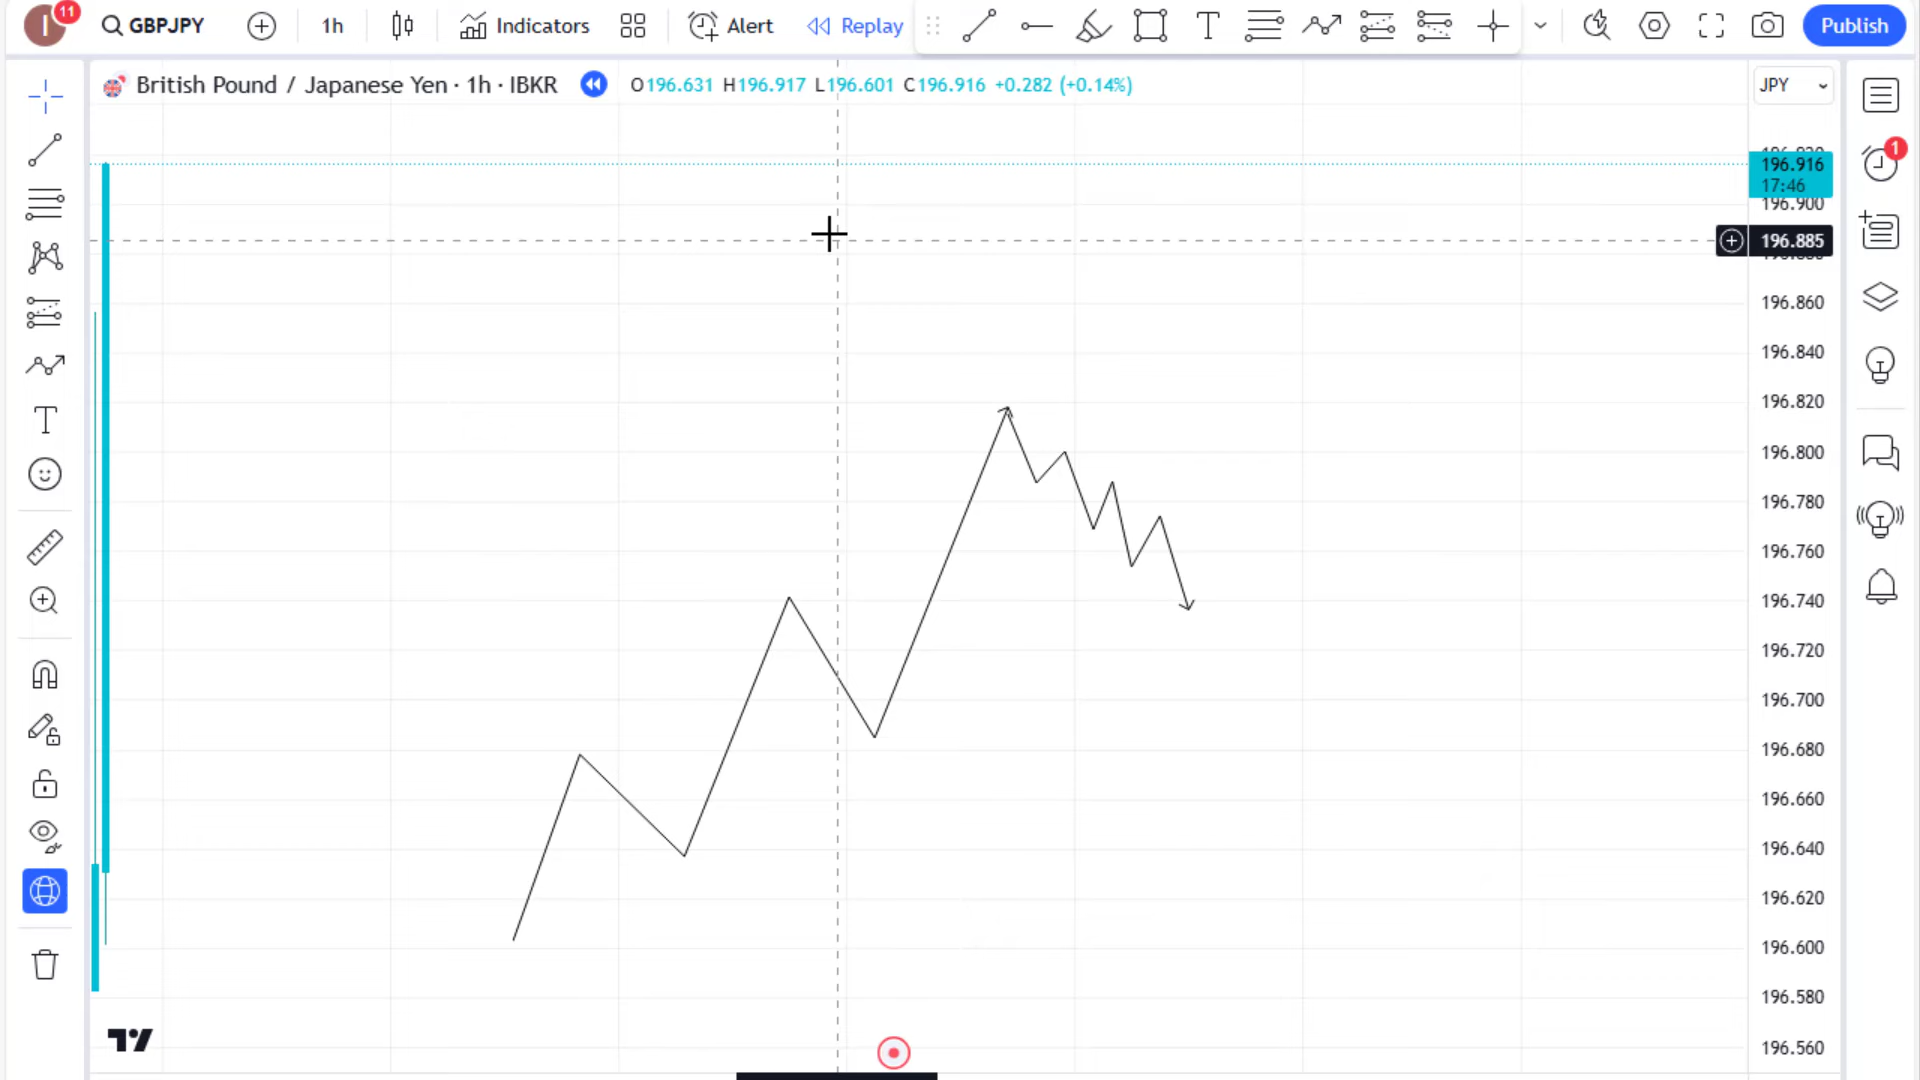 I
11
GBPJPY
1h
Indicators
Alert
Replay
T
Publish
British Pound / Japanese Yen · 1h · IBKR
O196.631 H196.917 L196.601 C196.916 +0.282 (+0.14%)
JPY
196.916
17:46
196.900
196.885
196.860
196.840
196.820
196.800
196.780
196.760
196.740
196.720
196.700
196.680
196.660
196.640
196.620
196.600
196.580
196.560
T
1